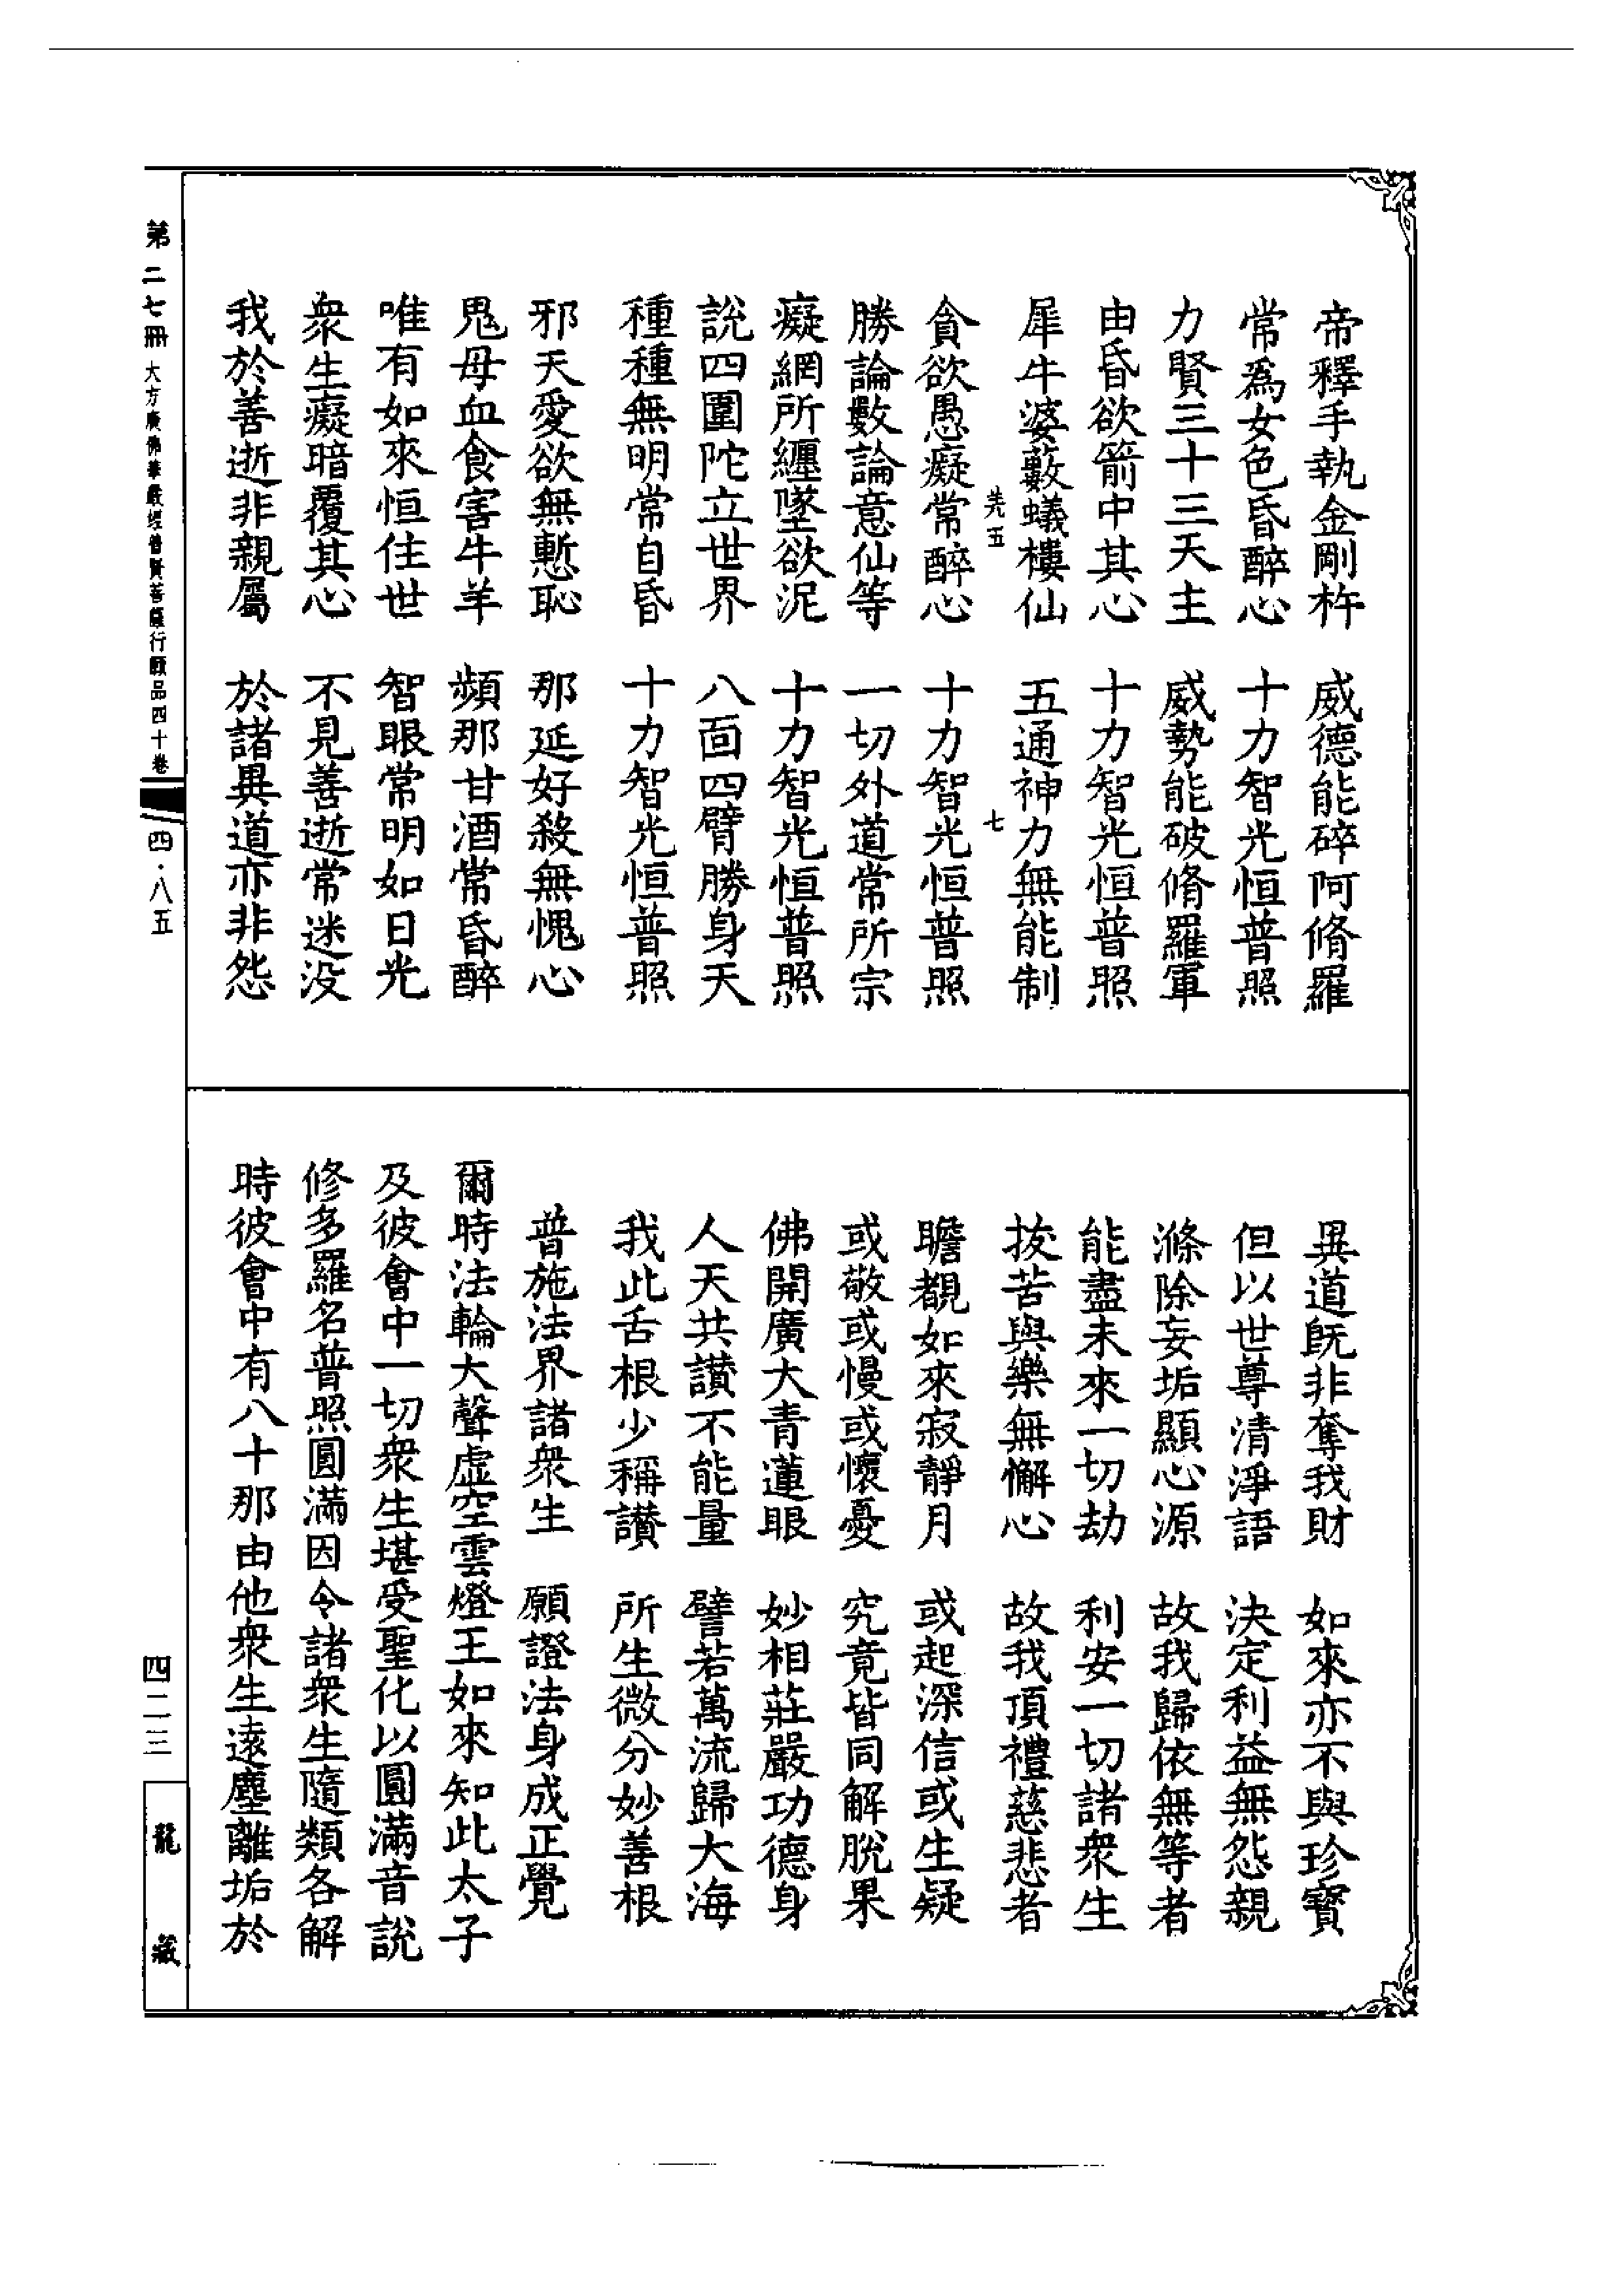 帝釋手執金剛杵　威德能碎阿脩羅
常為女色昏醉心　十力智光恒普照
力賢三十三天主　威勢能破脩羅軍
由昏欲箭中其心　十力智光恒普照
犀牛婆藪蟻樓仙　五通神力無能制
羌五　七
貪欲愚癡常醉心　十力智光恒普照
勝論數論意仙等　一切外道常所宗
癡網所纏墜欲泥　十力智光恒普照
說四圍陀立世界　八面四臂勝身天
種種無明常自昏　十力智光恒普照
邪天愛欲無慙恥　那延好殺無愧心
鬼母血食害牛羊　頻那甘酒常昏醉
唯有如來恒住世　智眼常明如日光
衆生癡暗覆其心　不見善逝常迷没
我於善逝非親屬　於諸異道亦非怨
異道旣非奪我財　如來亦不與珍寶
但以世尊清淨語　決定利益無怨親
滌除妄垢顯心源　故我歸依無等者
能盡未來一切劫　利安一切諸衆生
拔苦與樂無懈心　故我頂禮慈悲者
瞻覩如來寂靜月　或起深信或生疑
或敬或慢或懷憂　究竟皆同解脫果
佛開廣大青蓮眼　妙相莊嚴功德身
人天共讃不能量　譬若萬流歸大海
我此舌根少稱讃　所生微分妙善根
普施法界諸衆生　願證法身成正覺
爾時法輪大聲虛空雲燈王如來知此太子
及彼會中一切衆生堪受聖化以圓滿音說
修多羅名普照圓滿因令諸衆生隨類各解
時彼會中有八十那由他衆生遠塵離垢於
第二七冊　大方廣佛華嚴經普賢菩薩行願品四十卷　四・八五
四二三
龍藏